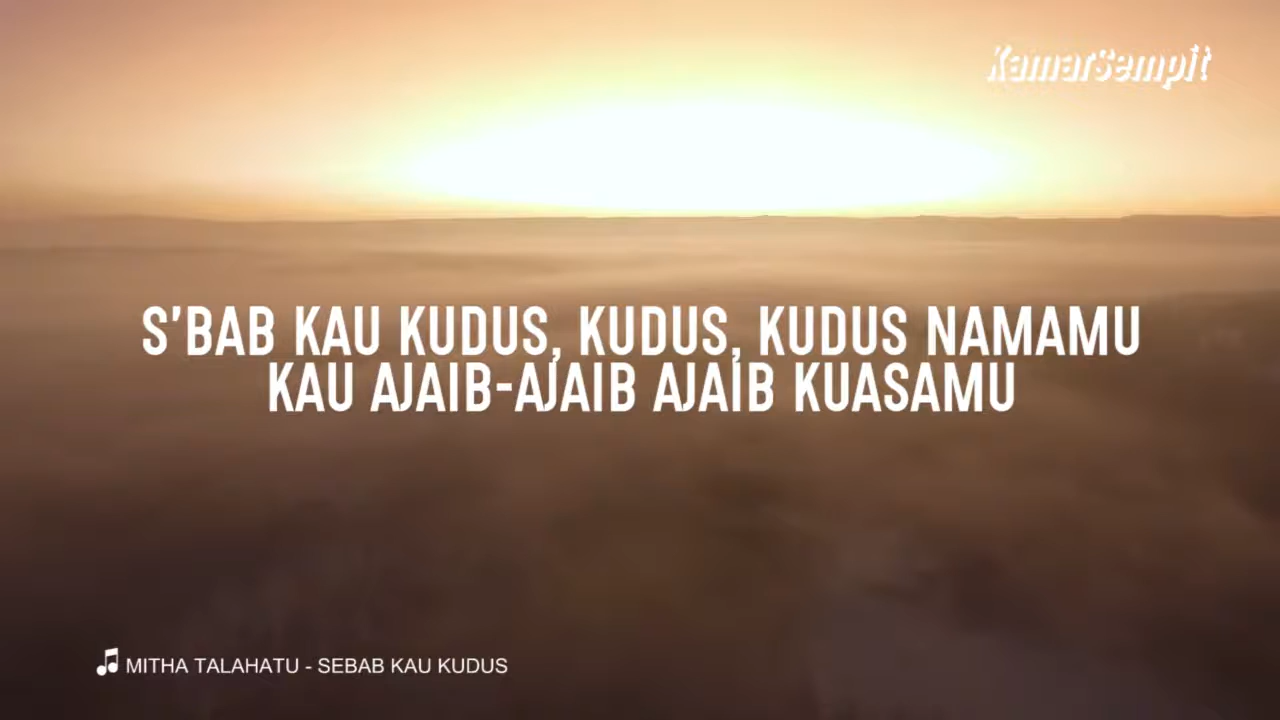 KamarSempit
S'BAB KAU KUDUS, KUDUS, KUDUS NAMAMU
KAU AJAIB-AJAIB AJAIB KUASAMU
MITHA TALAHATU - SEBAB KAU KUDUS